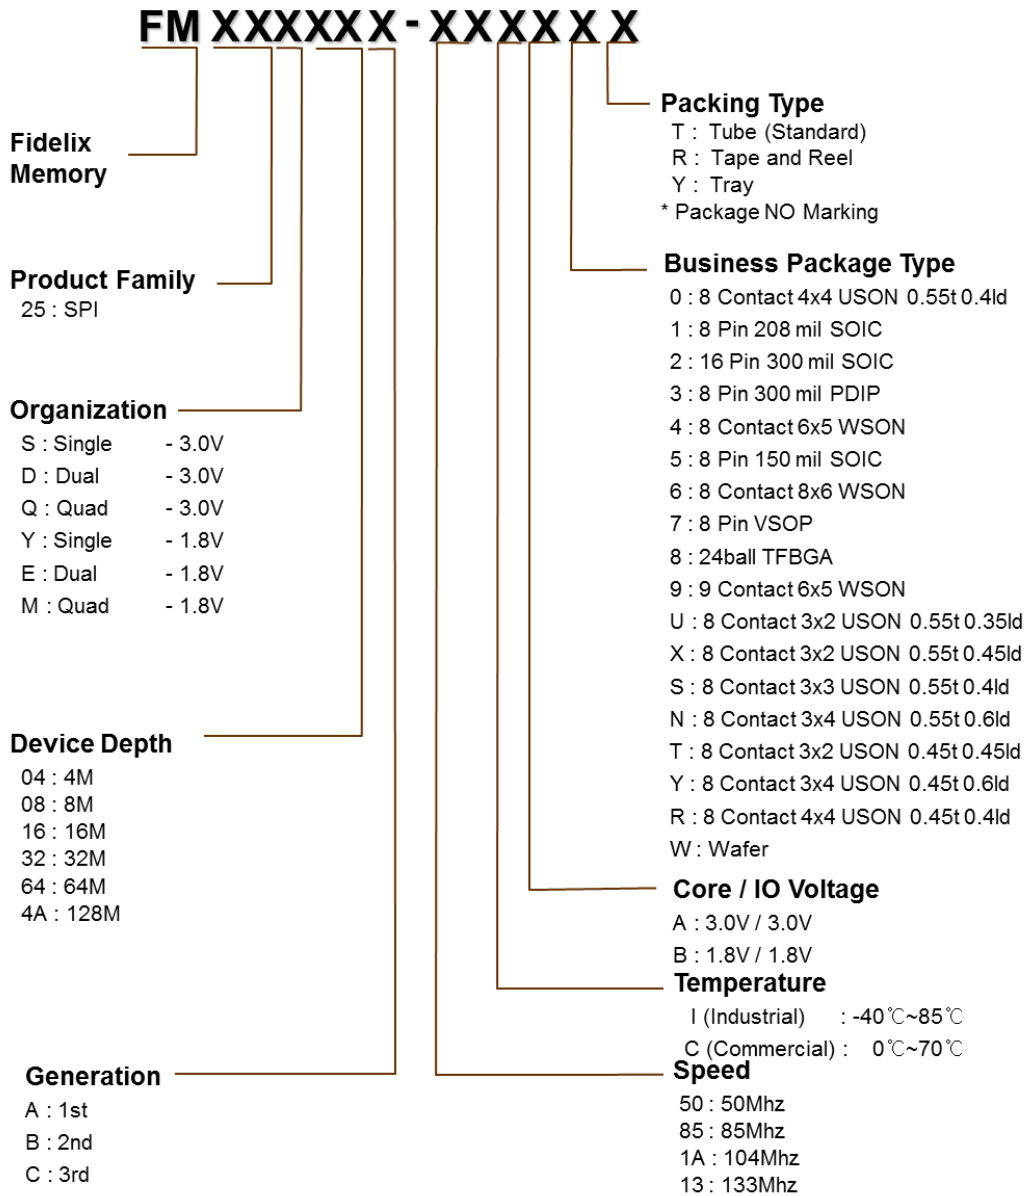 FM XXXXXX - XXXXXX
Fidelix
Memory
Product Family
25 : SPI
Organization
S : Single - 3.0V
D : Dual - 3.0V
Q : Quad - 3.0V
Y : Single - 1.8V
E : Dual - 1.8V
M : Quad - 1.8V
Device Depth
04 : 4M
08 : 8M
16 : 16M
32 : 32M
64 : 64M
4A : 128M
Generation
A : 1st
B : 2nd
C : 3rd
Packing Type
T : Tube (Standard)
R : Tape and Reel
Y : Tray
* Package NO Marking
Business Package Type
0 : 8 Contact 4x4 USON 0.55t 0.4ld
1 : 8 Pin 208 mil SOIC
2 : 16 Pin 300 mil SOIC
3 : 8 Pin 300 mil PDIP
4 : 8 Contact 6x5 WSON
5 : 8 Pin 150 mil SOIC
6 : 8 Contact 8x6 WSON
7 : 8 Pin VSOP
8 : 24ball TFBGA
9 : 9 Contact 6x5 WSON
U : 8 Contact 3x2 USON 0.55t 0.35ld
X : 8 Contact 3x2 USON 0.55t 0.45ld
S : 8 Contact 3x3 USON 0.55t 0.4ld
N : 8 Contact 3x4 USON 0.55t 0.6ld
T : 8 Contact 3x2 USON 0.45t 0.45ld
Y : 8 Contact 3x4 USON 0.45t 0.6ld
R : 8 Contact 4x4 USON 0.45t 0.4ld
W : Wafer
Core / IO Voltage
A : 3.0V / 3.0V
B : 1.8V / 1.8V
Temperature
I (Industrial) : -40℃~85℃
C (Commercial) : 0℃~70℃
Speed
50 : 50Mhz
85 : 85Mhz
1A : 104Mhz
13 : 133Mhz